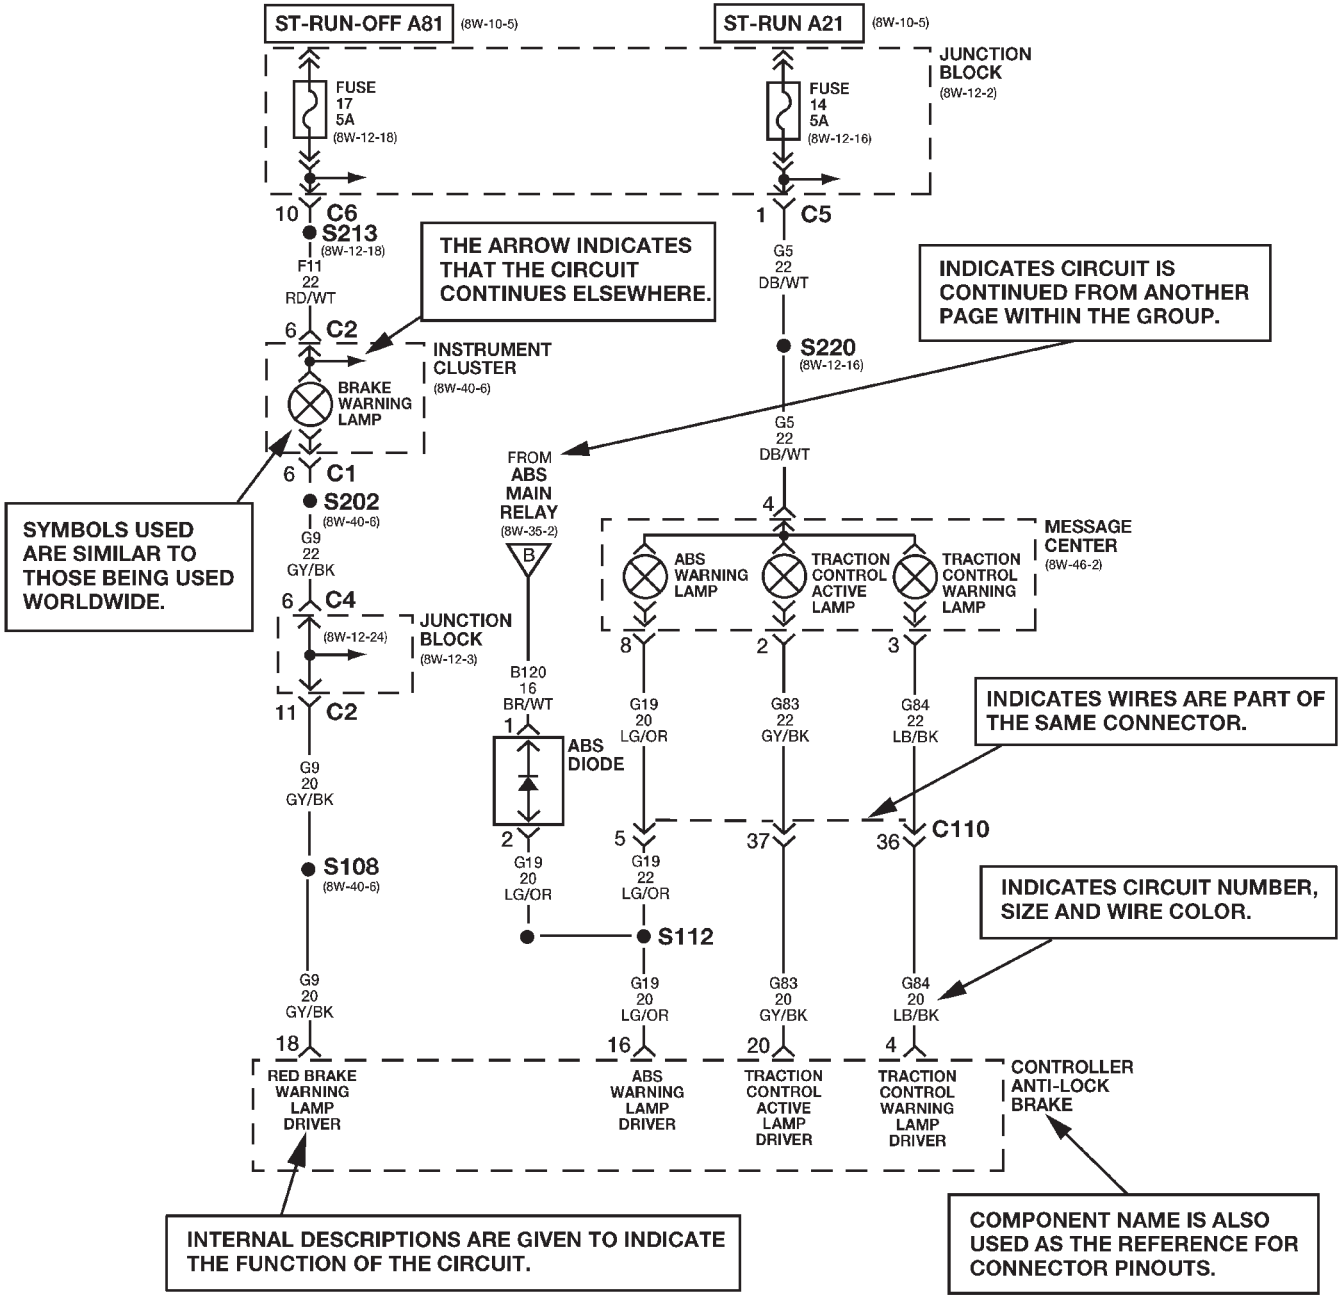 ST-RUN-OFF A81
(8W-10-5)
ST-RUN A21
(8W-10-5)
JUNCTION
BLOCK
(8W-12-2)
FUSE
17
5A
(8W-12-18)
FUSE
14
5A
(8W-12-16)
10
C6
S213
(8W-12-18)
F11
22
RD/WT
6
C2
1
C5
G5
22
DB/WT
THE ARROW INDICATES
THAT THE CIRCUIT
CONTINUES ELSEWHERE.
INDICATES CIRCUIT IS
CONTINUED FROM ANOTHER
PAGE WITHIN THE GROUP.
S220
(8W-12-16)
G5
22
DB/WT
INSTRUMENT
CLUSTER
(8W-40-6)
BRAKE
WARNING
LAMP
6
C1
S202
(8W-40-6)
G9
22
GY/BK
6
C4
SYMBOLS USED
ARE SIMILAR TO
THOSE BEING USED
WORLDWIDE.
FROM
ABS
MAIN
RELAY
(8W-35-2)
B
4
MESSAGE
CENTER
(8W-46-2)
ABS
WARNING
LAMP
TRACTION
CONTROL
ACTIVE
LAMP
TRACTION
CONTROL
WARNING
LAMP
(8W-12-24)
JUNCTION
BLOCK
(8W-12-3)
11
C2
8
2
3
B120
16
BR/WT
1
ABS
DIODE
2
G19
20
LG/OR
G83
22
GY/BK
G84
22
LB/BK
INDICATES WIRES ARE PART OF
THE SAME CONNECTOR.
G9
20
GY/BK
5
37
36
C110
S108
(8W-40-6)
G19
20
LG/OR
G19
22
LG/OR
INDICATES CIRCUIT NUMBER,
SIZE AND WIRE COLOR.
S112
G9
20
GY/BK
G19
20
LG/OR
G83
20
GY/BK
G84
20
LB/BK
18
16
20
4
RED BRAKE
WARNING
LAMP
DRIVER
ABS
WARNING
LAMP
DRIVER
TRACTION
CONTROL
ACTIVE
LAMP
DRIVER
TRACTION
CONTROL
WARNING
LAMP
DRIVER
CONTROLLER
ANTI-LOCK
BRAKE
INTERNAL DESCRIPTIONS ARE GIVEN TO INDICATE
THE FUNCTION OF THE CIRCUIT.
COMPONENT NAME IS ALSO
USED AS THE REFERENCE FOR
CONNECTOR PINOUTS.